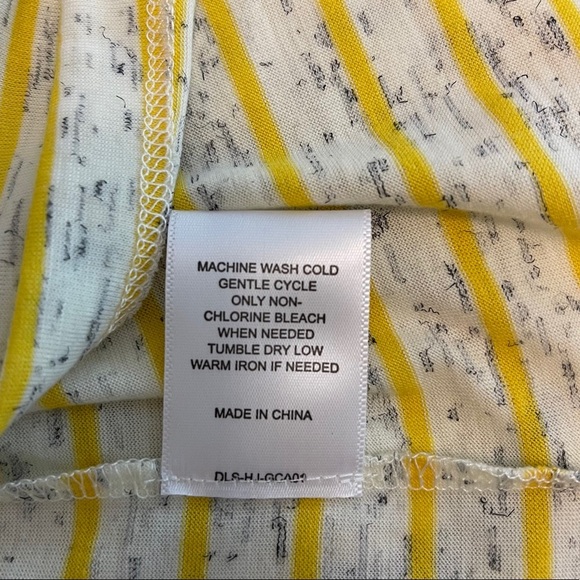 MACHINE WASH COLD
GENTLE CYCLE
ONLY NON-
CHLORINE BLEACH
WHEN NEEDED
TUMBLE DRY LOW
WARM IRON IF NEEDED
MADE IN CHINA